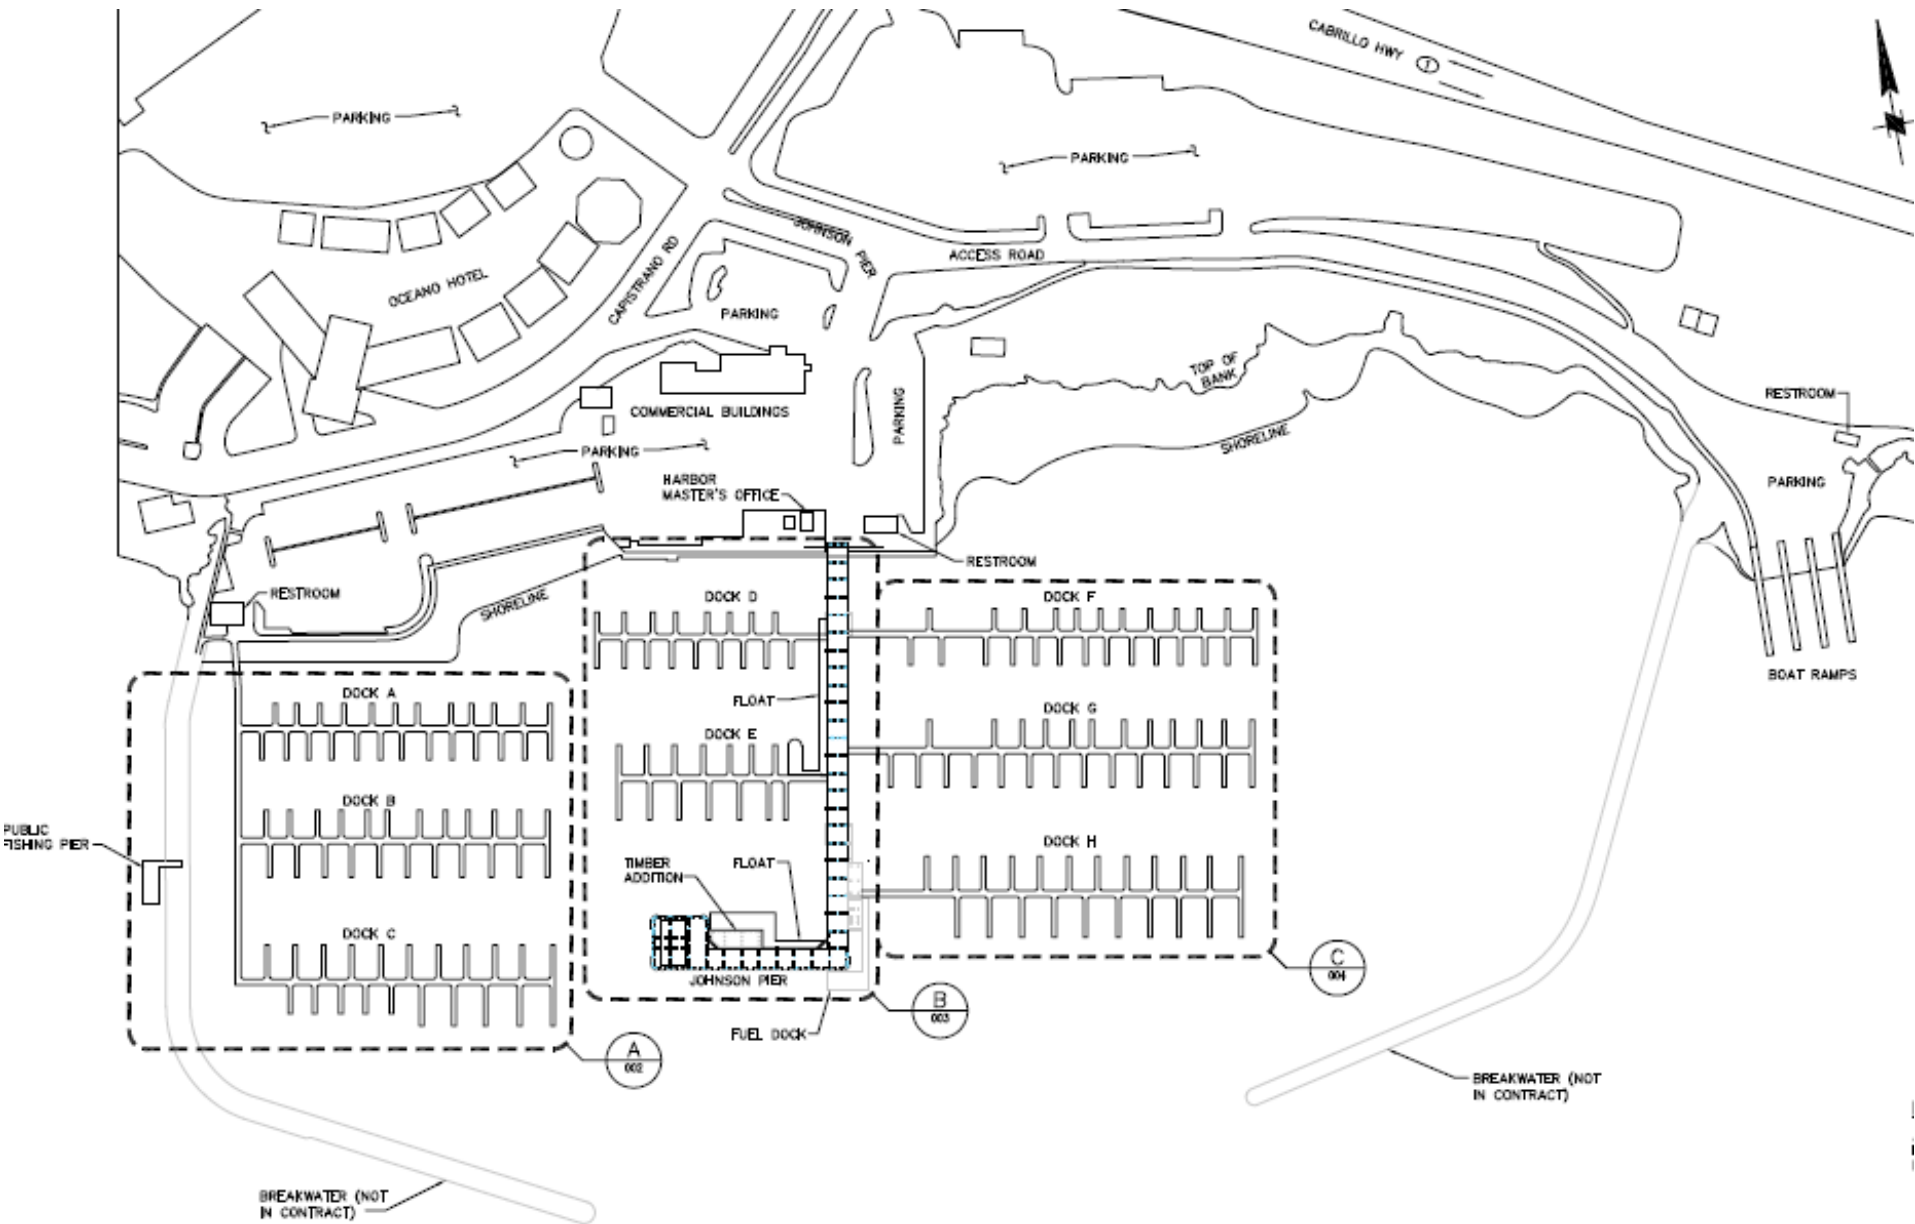 CABRILLO HWY
1
PARKING
PARKING
JOHNSON PIER
ACCESS ROAD
CAPISTRANO RD
OCEANO HOTEL
PARKING
TOP OF
BANK
RESTROOM
COMMERCIAL BUILDINGS
PARKING
SHORELINE
PARKING
HARBOR
MASTER'S OFFICE
PARKING
RESTROOM
RESTROOM
SHORELINE
DOCK D
DOCK F
BOAT RAMPS
DOCK A
FLOAT
DOCK G
DOCK E
DOCK B
PUBLIC
FISHING PIER
DOCK H
TIMBER
ADDITION
FLOAT
DOCK C
JOHNSON PIER
C
004
B
003
FUEL DOCK
A
002
BREAKWATER (NOT
IN CONTRACT)
BREAKWATER (NOT
IN CONTRACT)